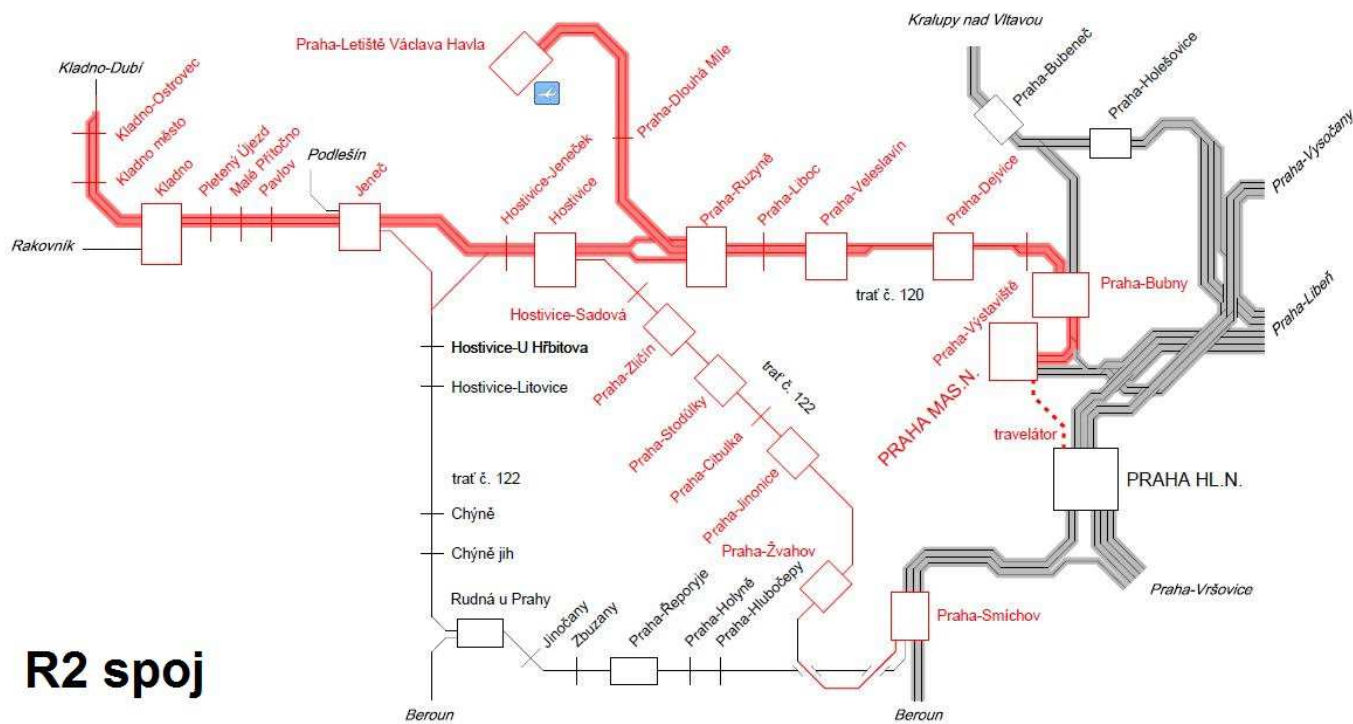 Kralupy nad Vltavou
Praha-Letiště Václava Havla
Kladno-Dubí
Praha-Bubeneč
Praha-Holešovice
Kladno-Ostrovec
Praha-Dlouhá Míle
Praha-Vysočany
Kladno město
Kladno
Pletený Újezd
Malé Přítočno
Pavlov
Podlešín
Jeneč
Hostivice-Jeneček
Hostivice
Praha-Ruzyně
Praha-Liboc
Praha-Veleslavín
Praha-Dejvice
Rakovník
trať č. 120
Praha-Bubny
Praha-Libeň
Hostivice-Sadová
Praha-Výstaviště
Hostivice-U Hřbitova
Praha-Zličín
Hostivice-Litovice
trať č. 122
Praha-Stodůlky
PRAHA MAS.N.
travelátor
Praha-Cibulka
trať č. 122
Praha-Jinonice
PRAHA HL.N.
Chýně
Chýně jih
Praha-Žvahov
Praha-Vršovice
Rudná u Prahy
Jinočany
Zbuzany
Praha-Řeporyje
Praha-Holyně
Praha-Hlubočepy
Praha-Smíchov
R2 spoj
Beroun
Beroun